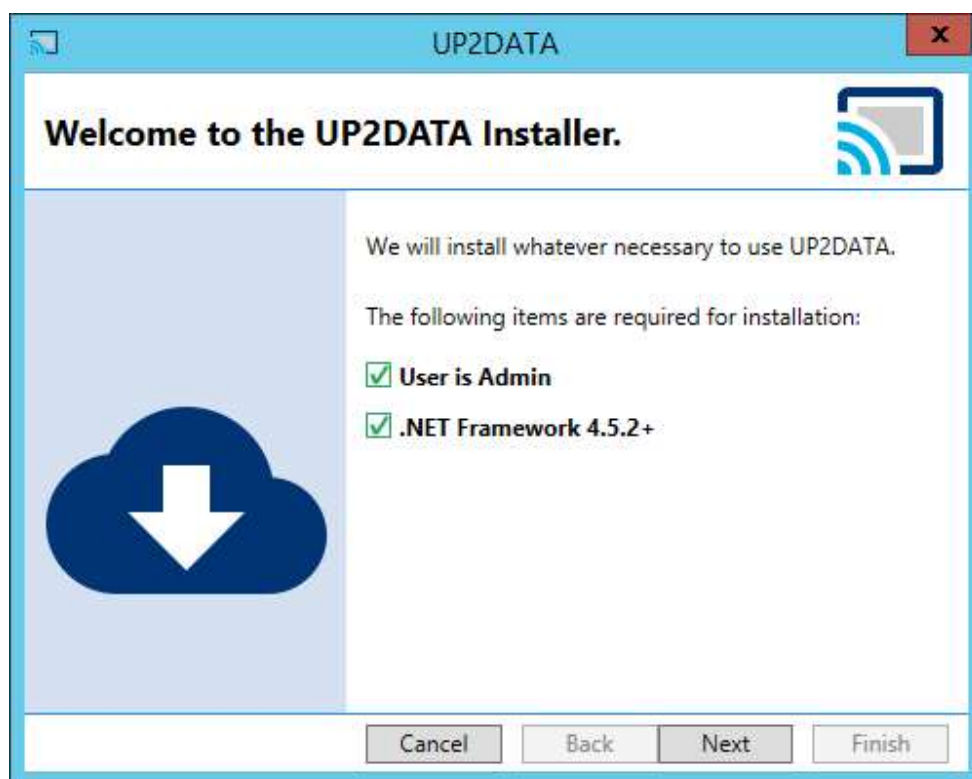 UP2DATA
x
Welcome to the UP2DATA Installer.
We will install whatever necessary to use UP2DATA.
The following items are required for installation:
User is Admin
.NET Framework 4.5.2+
Cancel Back Next Finish